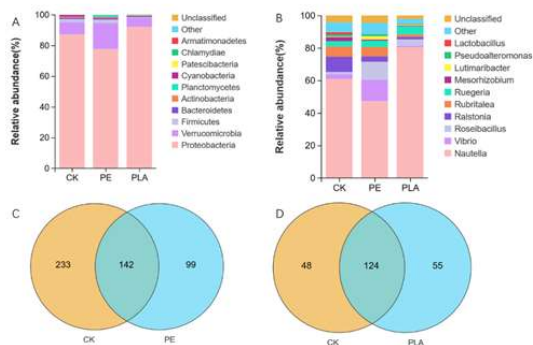 A
Relative abundance(%)
100
80
60
40
20
0
CK
PE
PLA
Unclassified
Other
Armatimonadetes
Chlamydiae
Patescibacteria
Cyanobacteria
Planctomycetes
Actinobacteria
Bacteroidetes
Firmicutes
Verrucomicrobia
Proteobacteria
B
Relative abundance(%)
100
80
60
40
20
0
CK
PE
PLA
Unclassified
Other
Lactobacillus
Pseudoalteromonas
Lutimaribacter
Mesorhizobium
Ruegeria
Rubritalea
Ralstonia
Roseibacillus
Vibrio
Nautella
C
233
142
99
CK
PE
D
48
124
55
CK
PLA